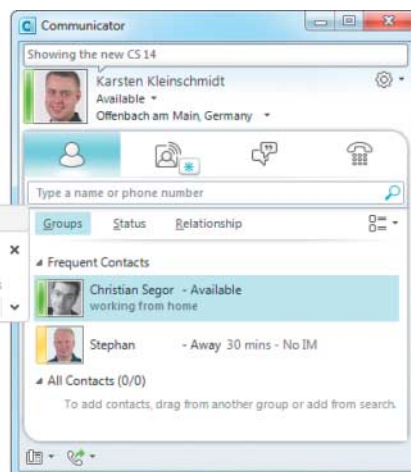 Communicator
Showing the new CS 14
Karsten Kleinschmidt
Available
Offenbach am Main, Germany
Type a name or phone number
Groups Status Relationship
Frequent Contacts
Christian Segor - Available
working from home
Stephan - Away 30 mins - No IM
All Contacts (0/0)
To add contacts, drag from another group or add from search.